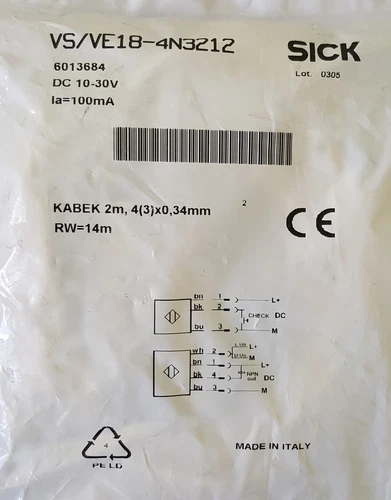 VS/VE18-4N3212
SICK
6013684
Lot. 0305
DC 10-30V
Ia=100mA
KABEK 2m, 4(3)x0,34mm 2
RW=14m
CE
bn 1 L+
bk 2 CHECK DC
bu 3 M
wh 2 L+
M
bn 1 L+
bk 4 NPN DC
bu 3 M
4
PE LD
MADE IN ITALY